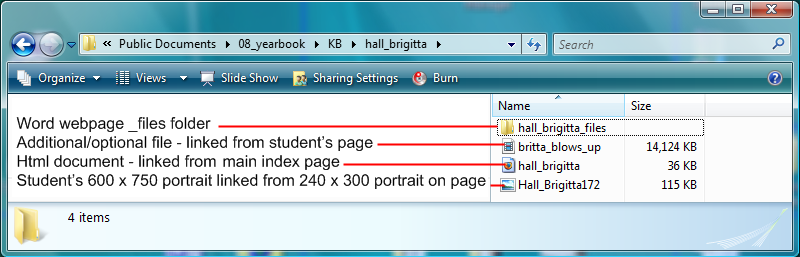 « Public Documents › 08_yearbook › KB › hall_brigitta ›
Search
Organize Views Slide Show Sharing Settings Burn
Name Size
Word webpage _files folder hall_brigitta_files
Additional/optional file - linked from student's page britta_blows_up 14,124 KB
Html document - linked from main index page hall_brigitta 36 KB
Student's 600 x 750 portrait linked from 240 x 300 portrait on page Hall_Brigitta172 115 KB
4 items